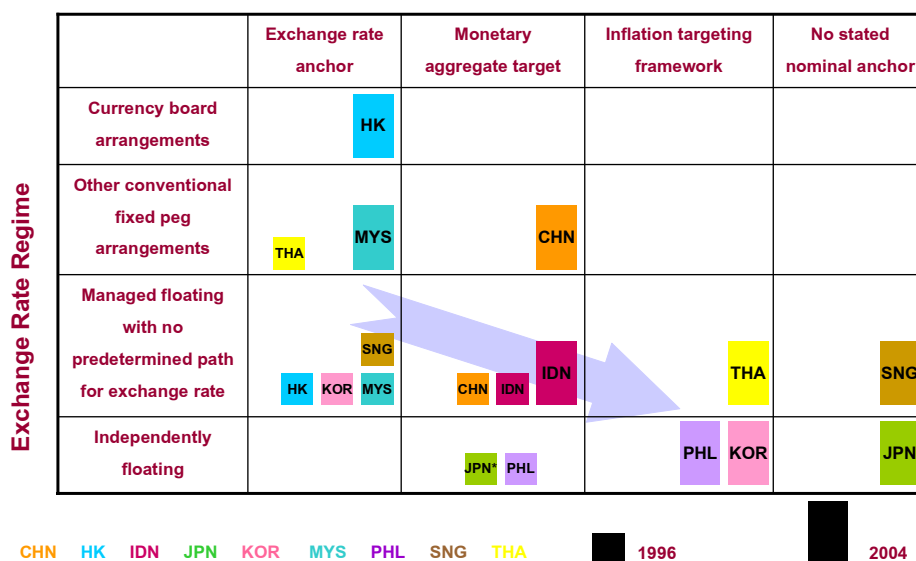 Exchange rate
anchor
Monetary
aggregate target
Inflation targeting
framework
No stated
nominal anchor
Exchange Rate Regime
Currency board
arrangements
HK
Other conventional
fixed peg
arrangements
THA
MYS
CHN
Managed floating
with no
predetermined path
for exchange rate
SNG
HK KOR MYS
CHN IDN IDN
THA
SNG
Independently
floating
JPN* PHL
PHL KOR
JPN
CHN HK IDN JPN KOR MYS PHL SNG THA
1996
2004